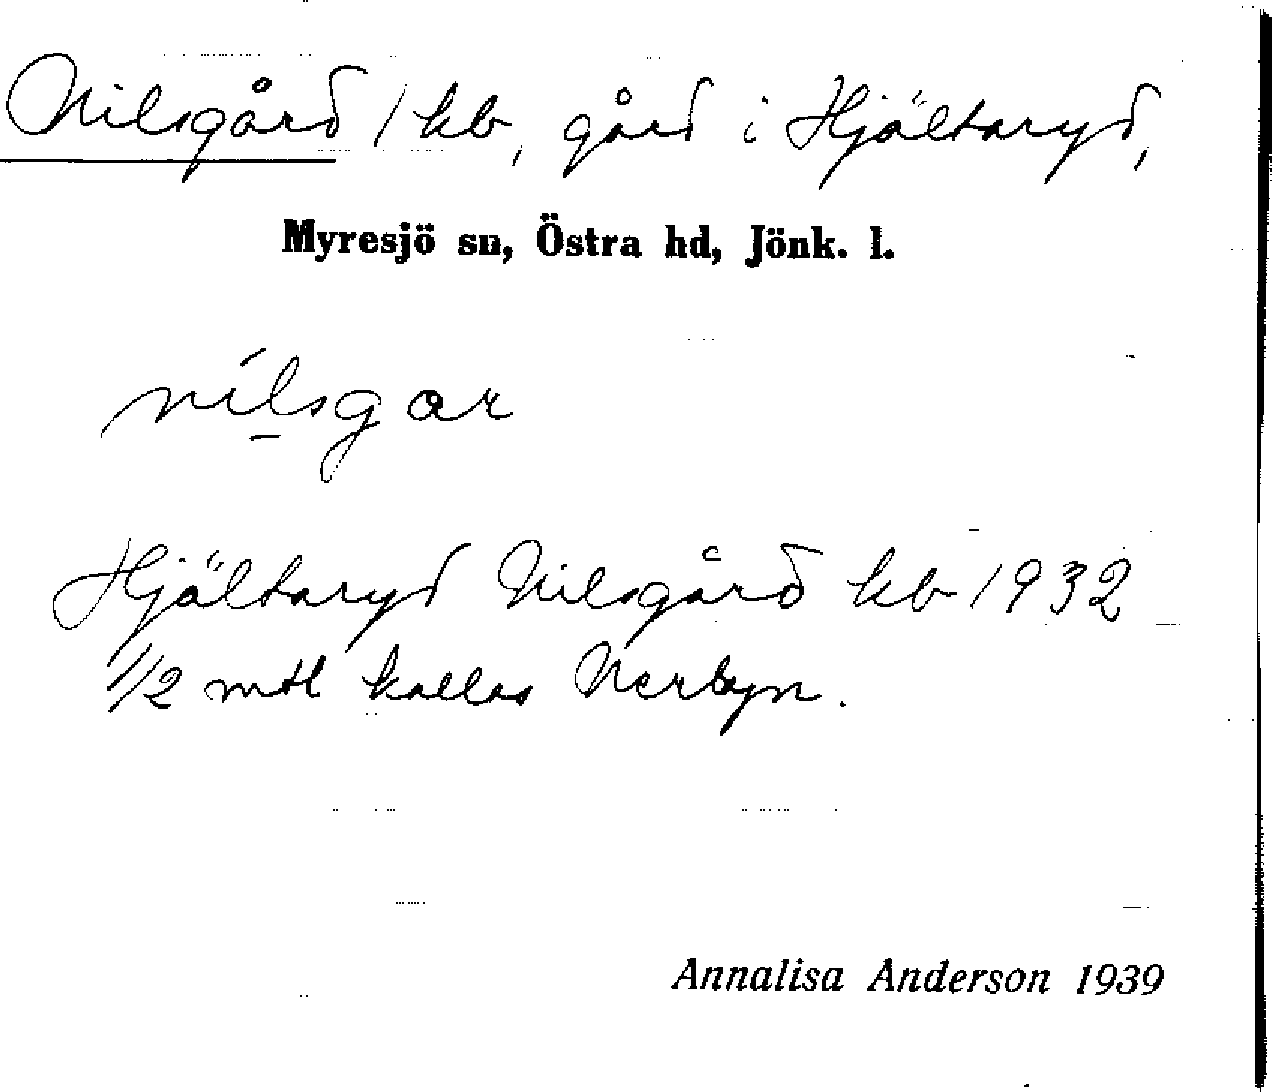 Nilsgård 1 kb, gård i Hjältaryd,
Myresjö sn, Östra hd, Jönk. l.
nílsgar
Hjältaryd Nilsgård kb 1932
1/2 mtl kallas Nerbyn.
Annalisa Anderson 1939